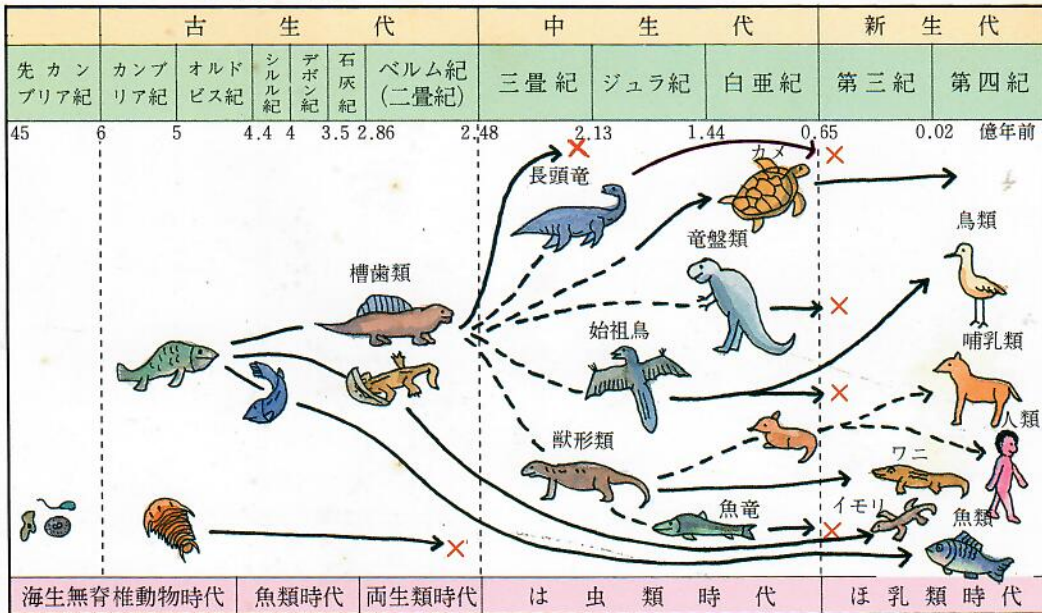 古生代
中生代
新生代
先カン
ブリア紀
カンブ
リア紀
オルド
ビス紀
シルル紀
デボン紀
石灰紀
ペルム紀
(二畳紀)
三畳紀
ジュラ紀
白亜紀
第三紀
第四紀
45 6 5 4.4 4 3.5 2.86 2.48 2.13 1.44 0.65 0.02 億年前
長頭竜
カメ
竜盤類
鳥類
槽歯類
始祖鳥
哺乳類
人類
獣形類
ワニ
魚竜
イモリ
魚類
海生無脊椎動物時代
魚類時代
両生類時代
は虫類時代
ほ乳類時代